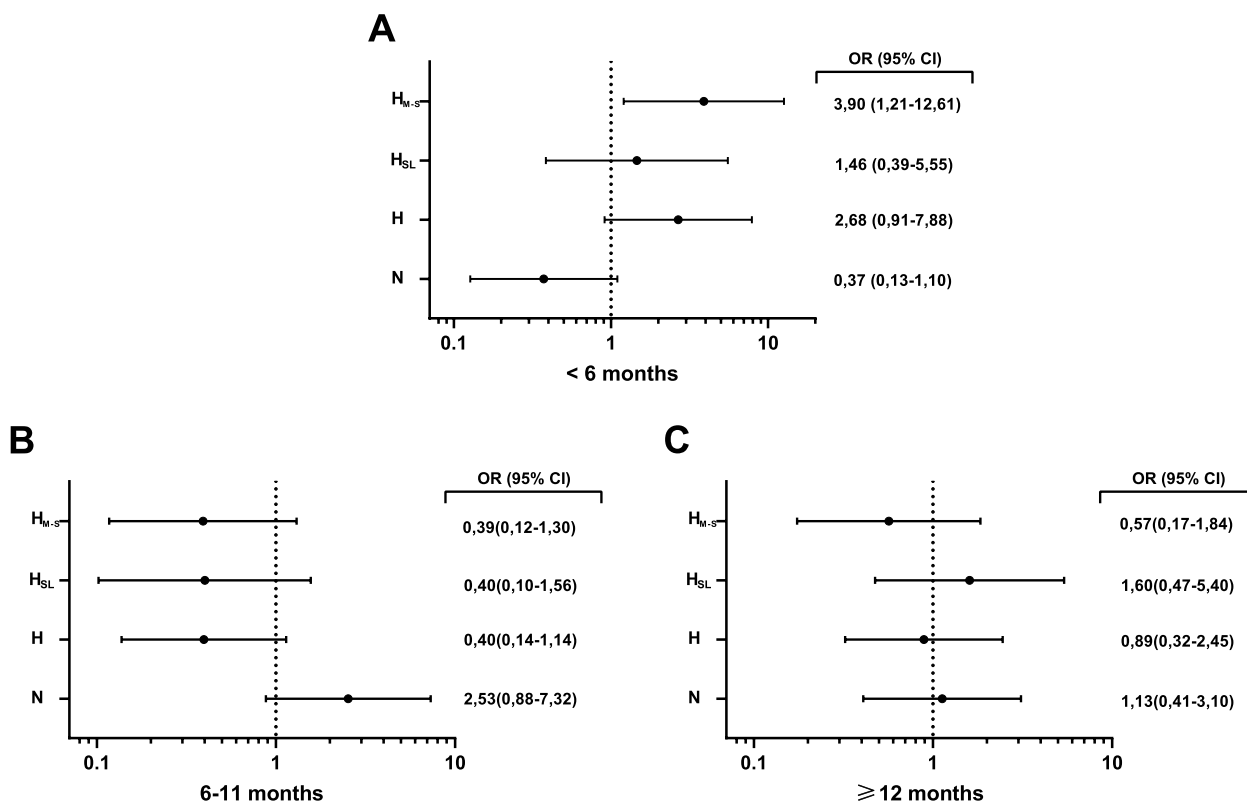 A
OR (95% CI)
HM-S 3,90 (1,21-12,61)
HSL 1,46 (0,39-5,55)
H 2,68 (0,91-7,88)
N 0,37 (0,13-1,10)
0.1 1 10
< 6 months
B
OR (95% CI)
HM-S 0,39(0,12-1,30)
HSL 0,40(0,10-1,56)
H 0,40(0,14-1,14)
N 2,53(0,88-7,32)
0.1 1 10
6-11 months
C
OR (95% CI)
HM-S 0,57(0,17-1,84)
HSL 1,60(0,47-5,40)
H 0,89(0,32-2,45)
N 1,13(0,41-3,10)
0.1 1 10
⩾ 12 months